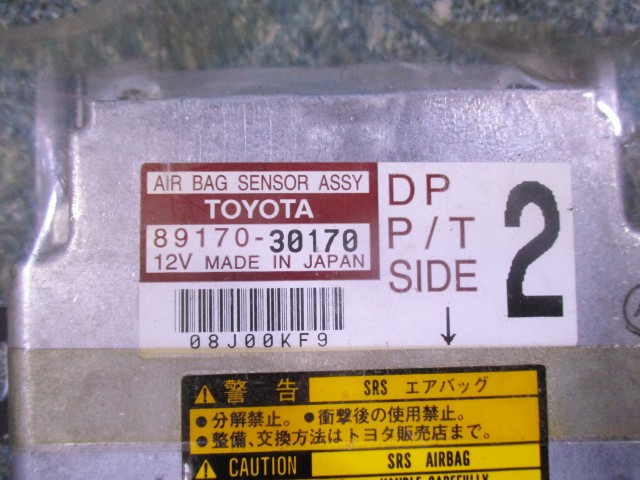 AIR BAG SENSOR ASSY
TOYOTA
89170-30170
12V MADE IN JAPAN
DP
P/T
SIDE
2
↓
08J00KF9
警告 SRS エアバッグ
●分解禁止。●衝撃後の使用禁止。
●整備、交換方法はトヨタ販売店まで。
CAUTION SRS AIRBAG
HANDLE CAREFULLY